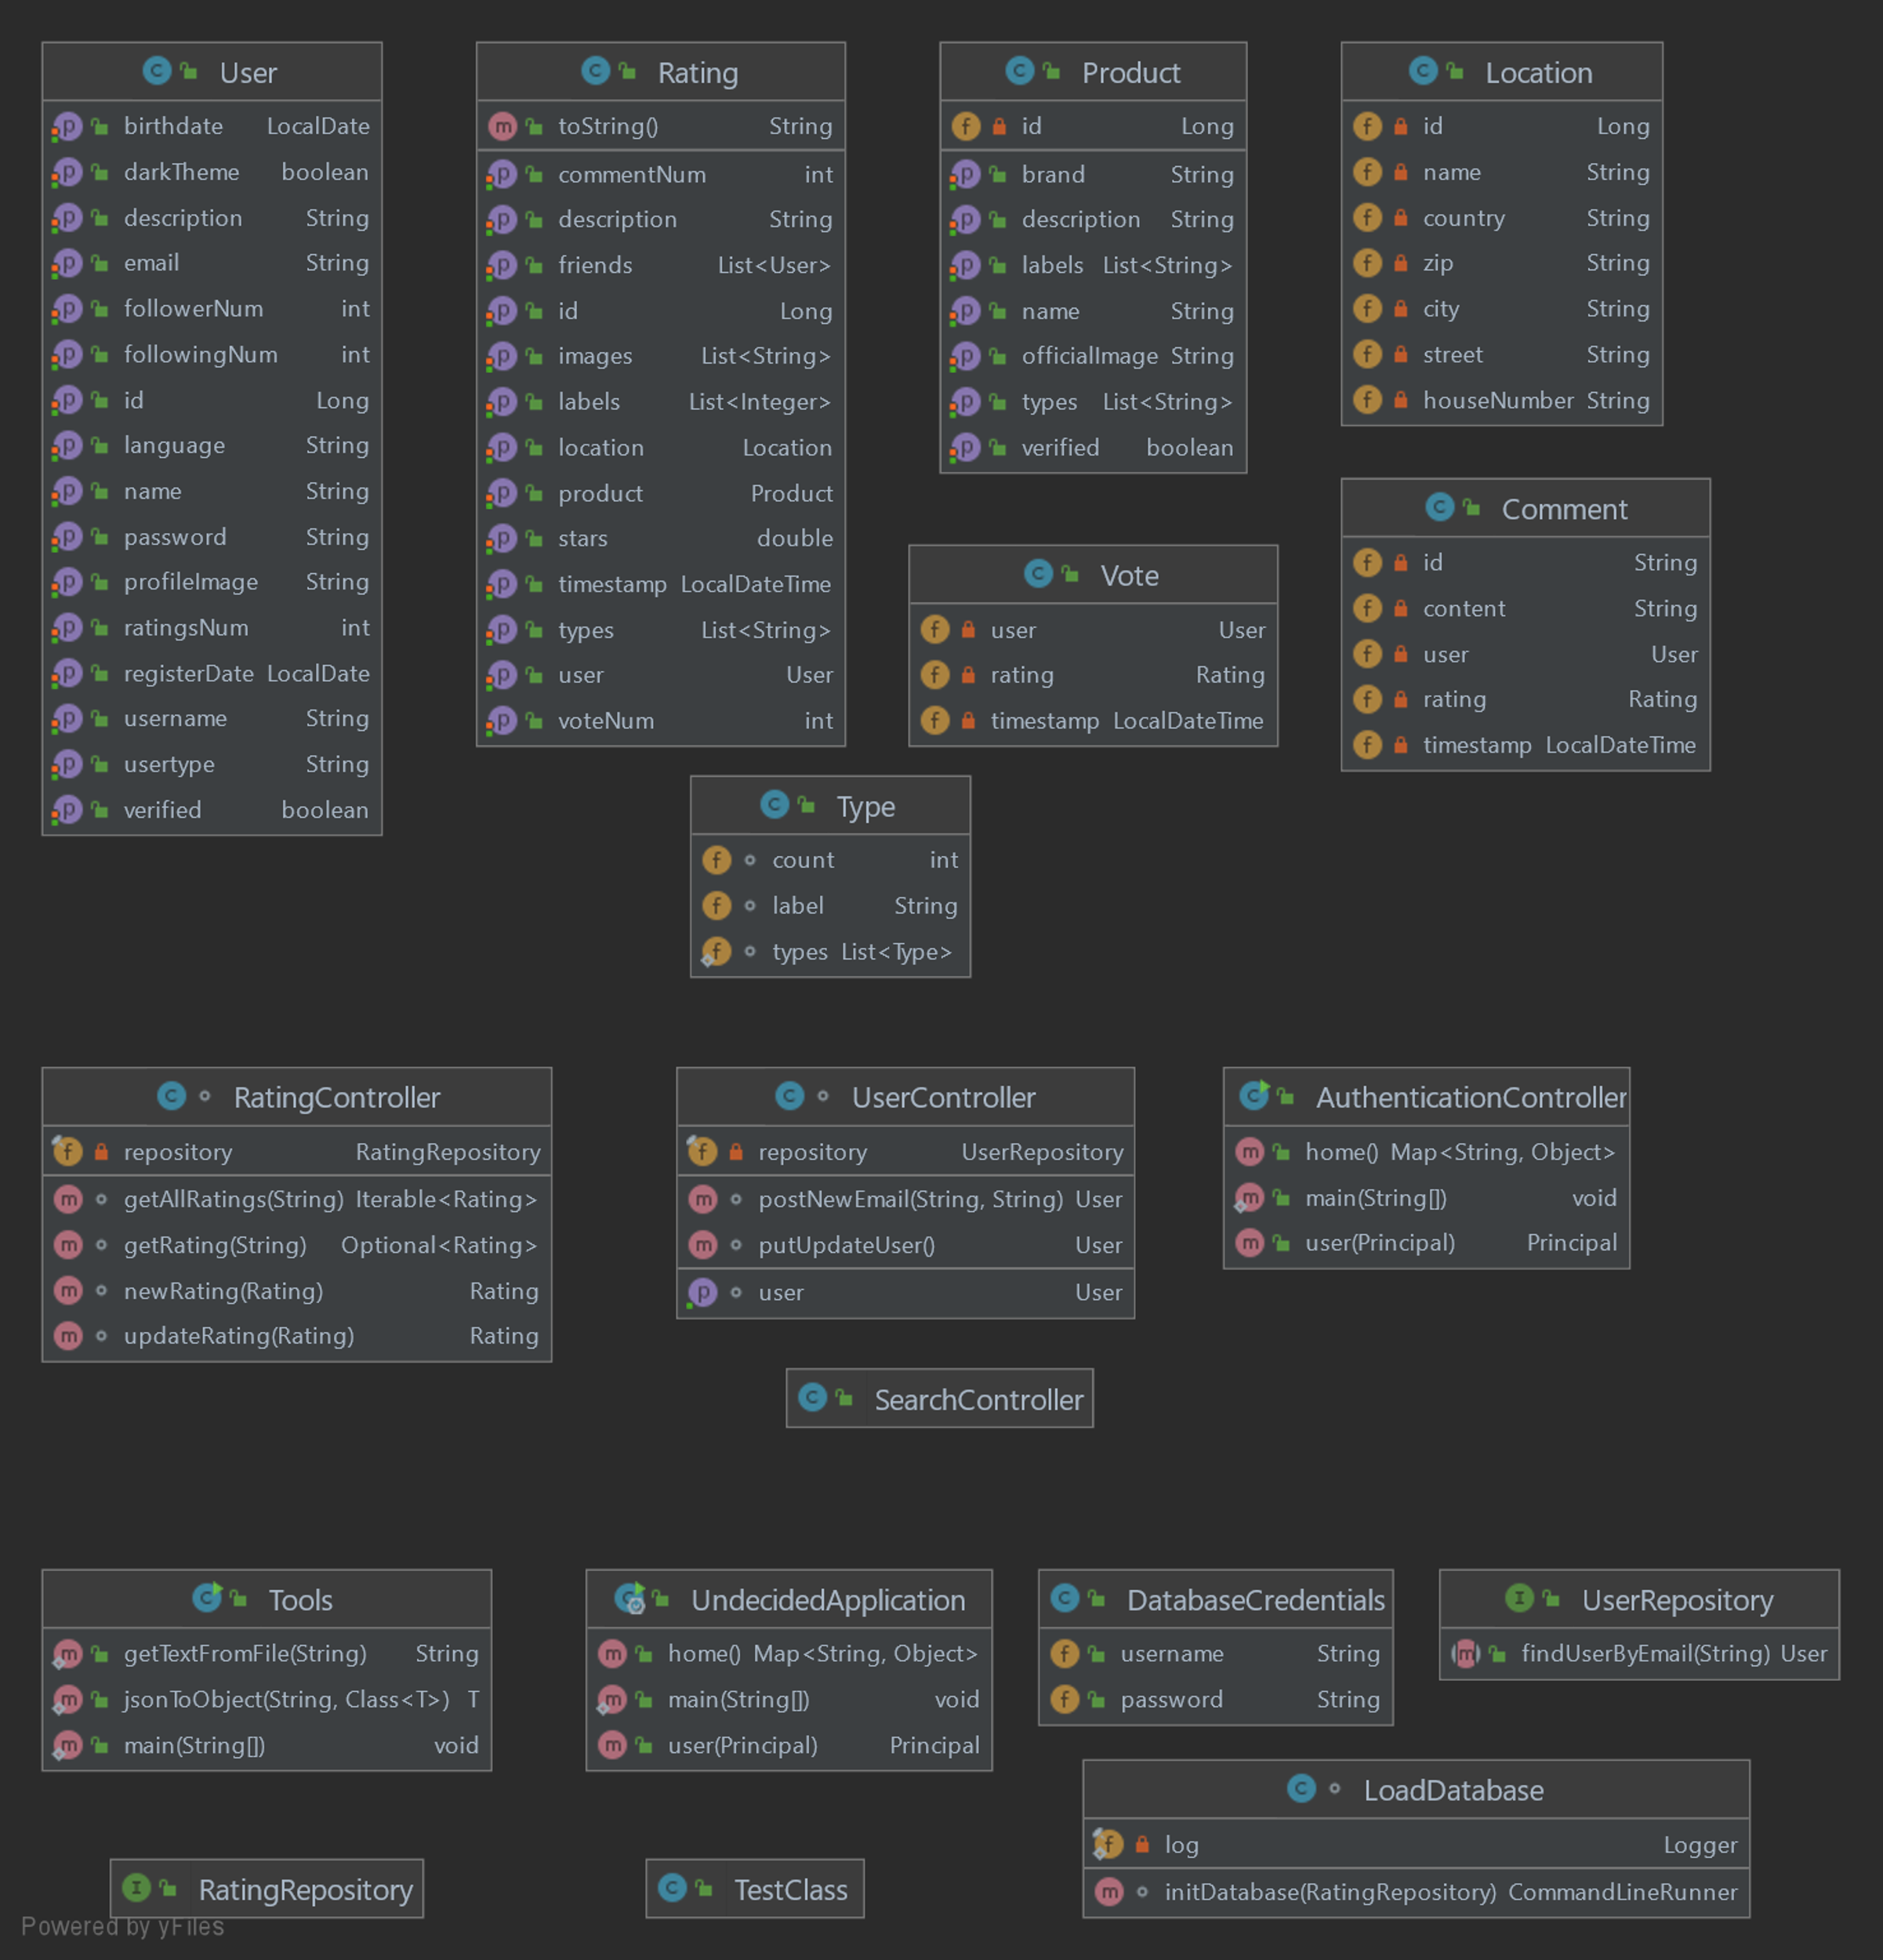 User
birthdate LocalDate
darkTheme boolean
description String
email String
followerNum int
followingNum int
id Long
language String
name String
password String
profileImage String
ratingsNum int
registerDate LocalDate
username String
usertype String
verified boolean
Rating
toString() String
commentNum int
description String
friends List<User>
id Long
images List<String>
labels List<Integer>
location Location
product Product
stars double
timestamp LocalDateTime
types List<String>
user User
voteNum int
Product
id Long
brand String
description String
labels List<String>
name String
officialImage String
types List<String>
verified boolean
Location
id Long
name String
country String
zip String
city String
street String
houseNumber String
Vote
user User
rating Rating
timestamp LocalDateTime
Comment
id String
content String
user User
rating Rating
timestamp LocalDateTime
Type
count int
label String
types List<Type>
RatingController
repository RatingRepository
getAllRatings(String) Iterable<Rating>
getRating(String) Optional<Rating>
newRating(Rating) Rating
updateRating(Rating) Rating
UserController
repository UserRepository
postNewEmail(String, String) User
putUpdateUser() User
user User
AuthenticationController
home() Map<String, Object>
main(String[]) void
user(Principal) Principal
SearchController
Tools
getTextFromFile(String) String
jsonToObject(String, Class<T>) T
main(String[]) void
UndecidedApplication
home() Map<String, Object>
main(String[]) void
user(Principal) Principal
DatabaseCredentials
username String
password String
UserRepository
findUserByEmail(String) User
LoadDatabase
log Logger
initDatabase(RatingRepository) CommandLineRunner
RatingRepository
TestClass
Powered by yFiles